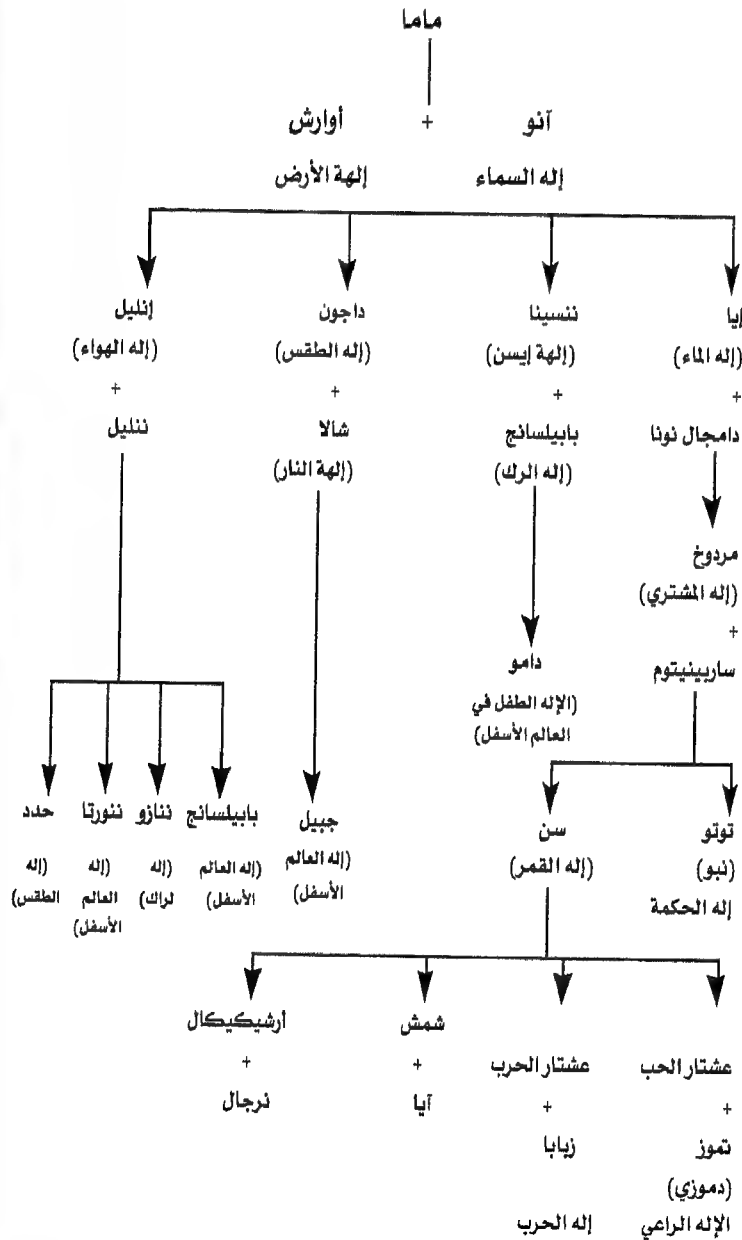 ماما
آنو + أوارش
إله السماء إلهة الأرض
إيا ننسينا داجون إنليل
(إله الماء) (إلهة إيسن) (إله الطقس) (إله الهواء)
+ + + +
دامجال نونا بابيلسانج شالا ننليل
(إله الرك) (إلهة النار)
مردوخ
(إله المشتري)
+
ساربينيتوم
دامو
(الإله الطفل في
العالم الأسفل)
توتو سن جبيل بابيلسانج ننازو ننورتا حدد
(نبو) (إله القمر) (إله العالم (إله العالم (إله (إله (إله
إله الحكمة الأسفل) الأسفل) لراك) العالم الطقس)
الأسفل)
شمش أرشيكيكال
عشتار الحب عشتار الحرب + +
+ + آيا نرجال
تموز زبابا
(دموزي)
الإله الراعي إله الحرب